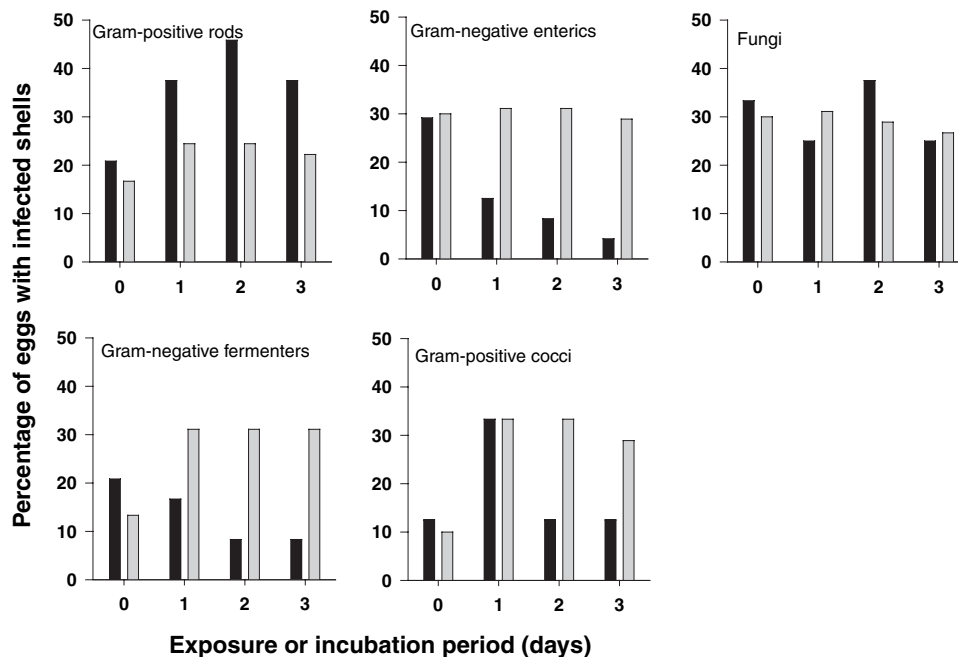 Percentage of eggs with infected shells
Gram-positive rods
50
40
30
20
10
0
0 1 2 3
Gram-negative enterics
50
40
30
20
10
0
0 1 2 3
Fungi
50
40
30
20
10
0
0 1 2 3
Gram-negative fermenters
50
40
30
20
10
0
0 1 2 3
Gram-positive cocci
50
40
30
20
10
0
0 1 2 3
Exposure or incubation period (days)